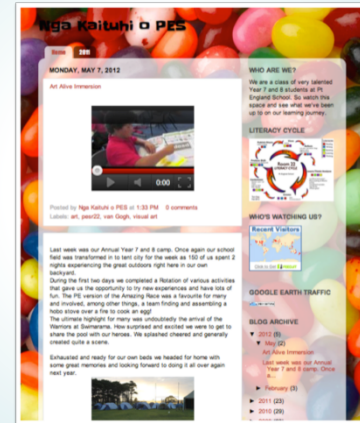 Nga Kaituhi o PES
Home 2011
MONDAY, MAY 7, 2012
Art Alive Immersion
0:00
Posted by Nga Kaituhi o PES at 1:33 PM 0 comments
Labels: art, peer22, van Gogh, visual art
Last week was our Annual Year 7 and 8 camp. Once again our school
field was transformed in to tent city for the week as 150 of us spent 2
nights experiencing the great outdoors right here in our own
backyard.
During the first two days we completed a Rotation of various activities
that gave us the opportunity to try new experiences and have lots of
fun. The PE version of the Amazing Race was a favourite for many
and involved, among other things, a team finding and assembling a
hobo stove over a fire to cook an egg!
The ultimate highlight for many was undoubtedly the arrival of the
Warriors at Swimarama. How surprised and excited we were to get to
share the pool with our heroes. We splashed cheered and generally
created quite a scene.
Exhausted and ready for our own beds we headed for home with
some great memories and looking forward to doing it all over again
next year.
WHO ARE WE?
We are a class of very talented
Year 7 and 8 students at Pt
England School. So watch this
space and see what we've been
up to on our learning journey.
LITERACY CYCLE
Room 22
LITERACY CYCLE
WHO'S WATCHING US?
Recent Visitors
GOOGLE EARTH TRAFFIC
BLOG ARCHIVE
▼ 2012 (5)
▼ May (2)
Art Alive Immersion
Last week was our Annual
Year 7 and 8 camp. Once
a...
► February (3)
► 2011 (23)
► 2010 (28)